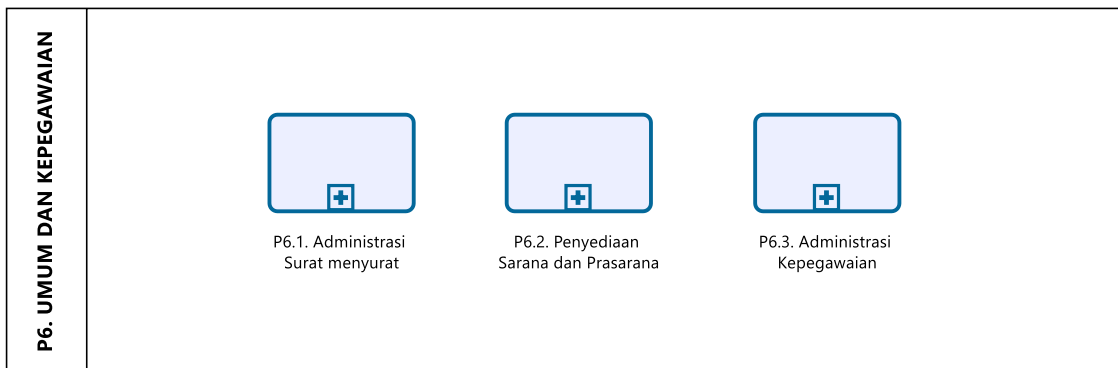 P6. UMUM DAN KEPEGAWAIAN
P6.1. Administrasi
Surat menyurat
P6.2. Penyediaan
Sarana dan Prasarana
P6.3. Administrasi
Kepegawaian